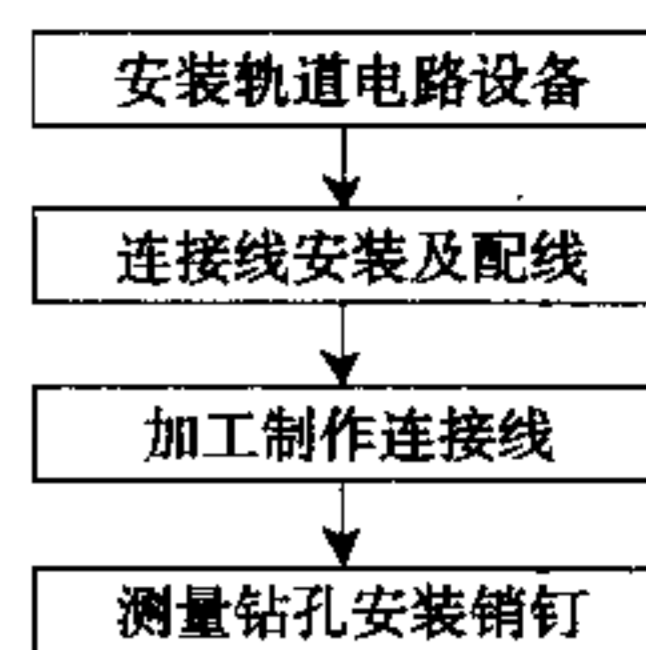 安装轨道电路设备
连接线安装及配线
加工制作连接线
测量钻孔安装销钉